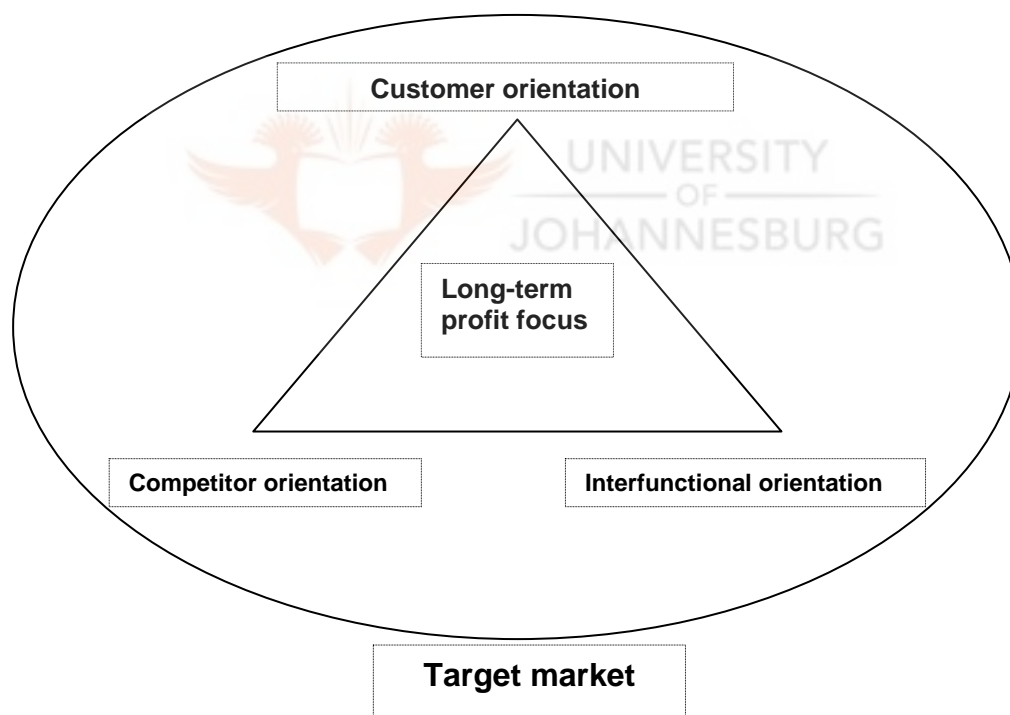 Customer orientation
UNIVERSITY
OF
JOHANNESBURG
Long-term
profit focus
Competitor orientation
Interfunctional orientation
Target market